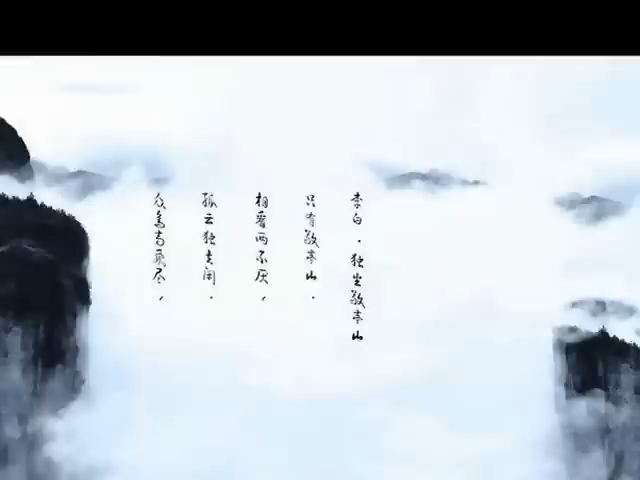 众鸟高飞尽，
孤云独去闲。
相看两不厌，
只有敬亭山。
李白·独坐敬亭山